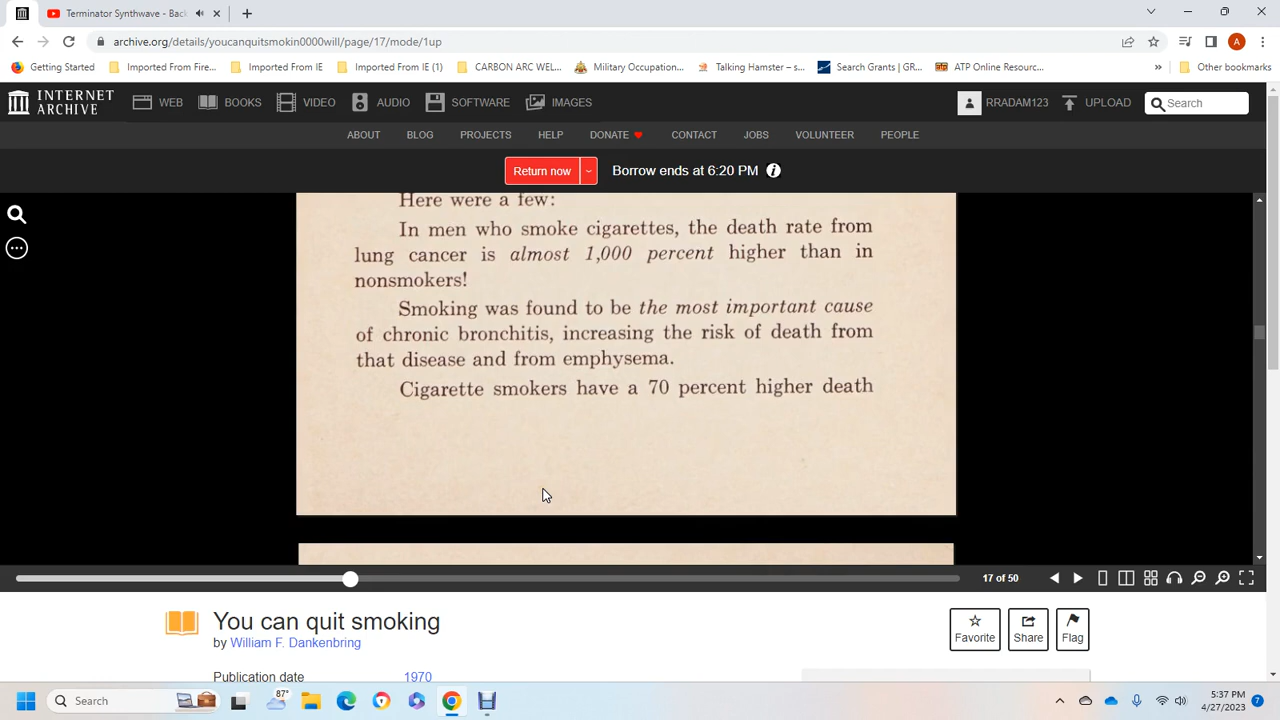 Terminator Synthwave - Bac
archive.org/details/youcanquitsmokin0000will/page/17/mode/1up
A
Getting Started
Imported From Fire...
Imported From IE
Imported From IE (1)
CARBON ARC WEL...
Military Occupation...
Talking Hamster – s...
Search Grants | GR...
ATP Online Resourc...
»
Other bookmarks
INTERNET
ARCHIVE
WEB
BOOKS
VIDEO
AUDIO
SOFTWARE
IMAGES
RRADAM123
UPLOAD
Search
ABOUT
BLOG
PROJECTS
HELP
DONATE
CONTACT
JOBS
VOLUNTEER
PEOPLE
Return now
Borrow ends at 6:20 PM
Here were a few:
In men who smoke cigarettes, the death rate from
lung cancer is almost 1,000 percent higher than in
nonsmokers!
Smoking was found to be the most important cause
of chronic bronchitis, increasing the risk of death from
that disease and from emphysema.
Cigarette smokers have a 70 percent higher death
17 of 50
You can quit smoking
by William F. Dankenbring
Favorite
Share
Flag
Publication date
1970
Search
87°
5:37 PM
4/27/2023
7